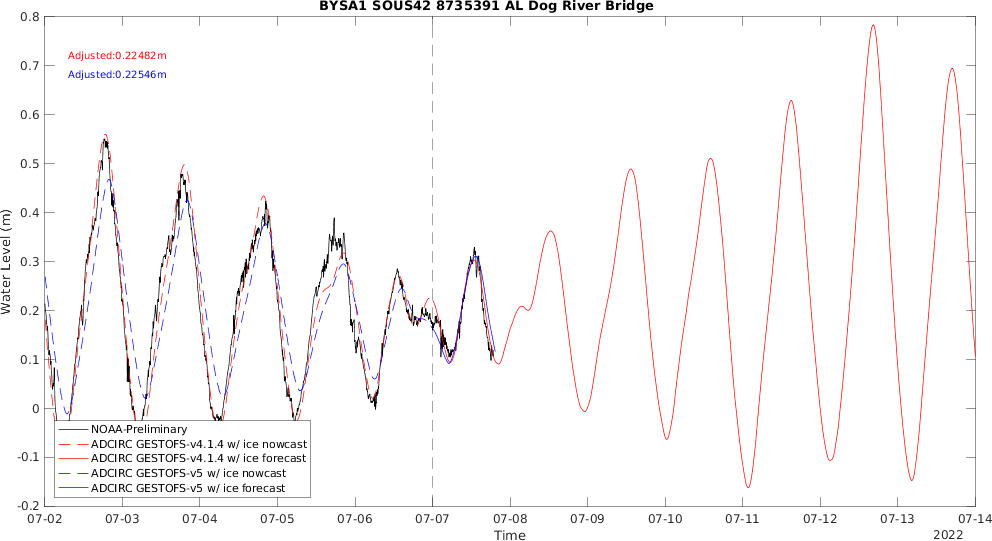 BYSA1 SOUS42 8735391 AL Dog River Bridge
0.8
0.7
0.6
0.5
0.4
0.3
0.2
0.1
0
-0.1
-0.2
Water Level (m)
Adjusted:0.22482m
Adjusted:0.22546m
NOAA-Preliminary
ADCIRC GESTOFS-v4.1.4 w/ ice nowcast
ADCIRC GESTOFS-v4.1.4 w/ ice forecast
ADCIRC GESTOFS-v5 w/ ice nowcast
ADCIRC GESTOFS-v5 w/ ice forecast
07-02 07-03 07-04 07-05 07-06 07-07 07-08 07-09 07-10 07-11 07-12 07-13 07-14
Time
2022